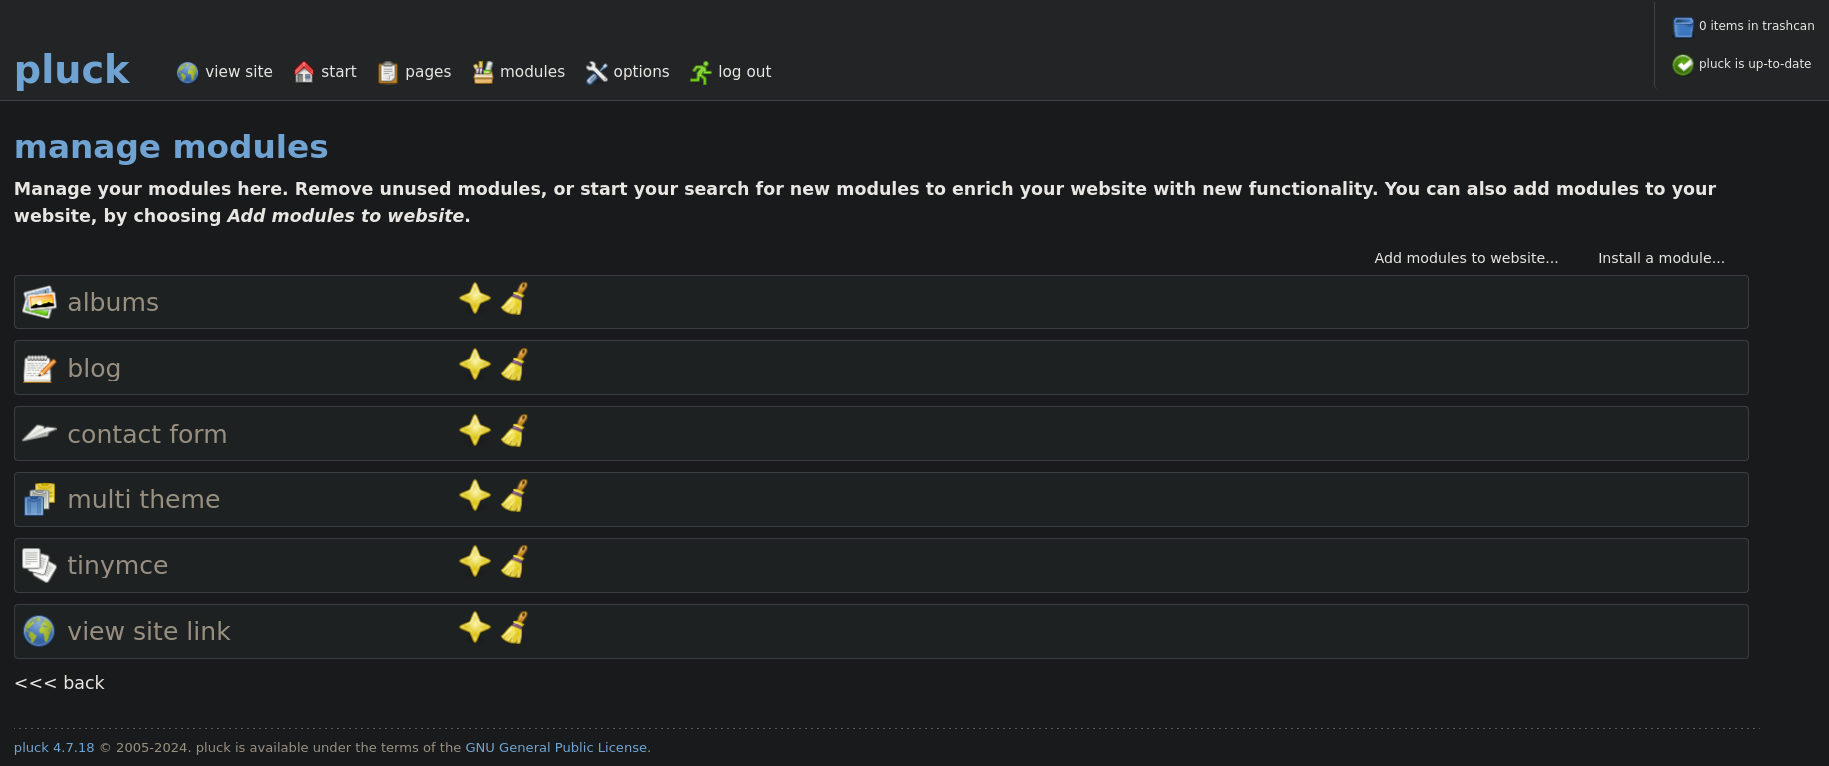 0 items in trashcan
pluck view site start pages modules options log out
pluck is up-to-date
manage modules
Manage your modules here. Remove unused modules, or start your search for new modules to enrich your website with new functionality. You can also add modules to your
website, by choosing Add modules to website.
Add modules to website... Install a module...
albums
blog
contact form
multi theme
tinymce
view site link
<<< back
pluck 4.7.18 © 2005-2024. pluck is available under the terms of the GNU General Public License.